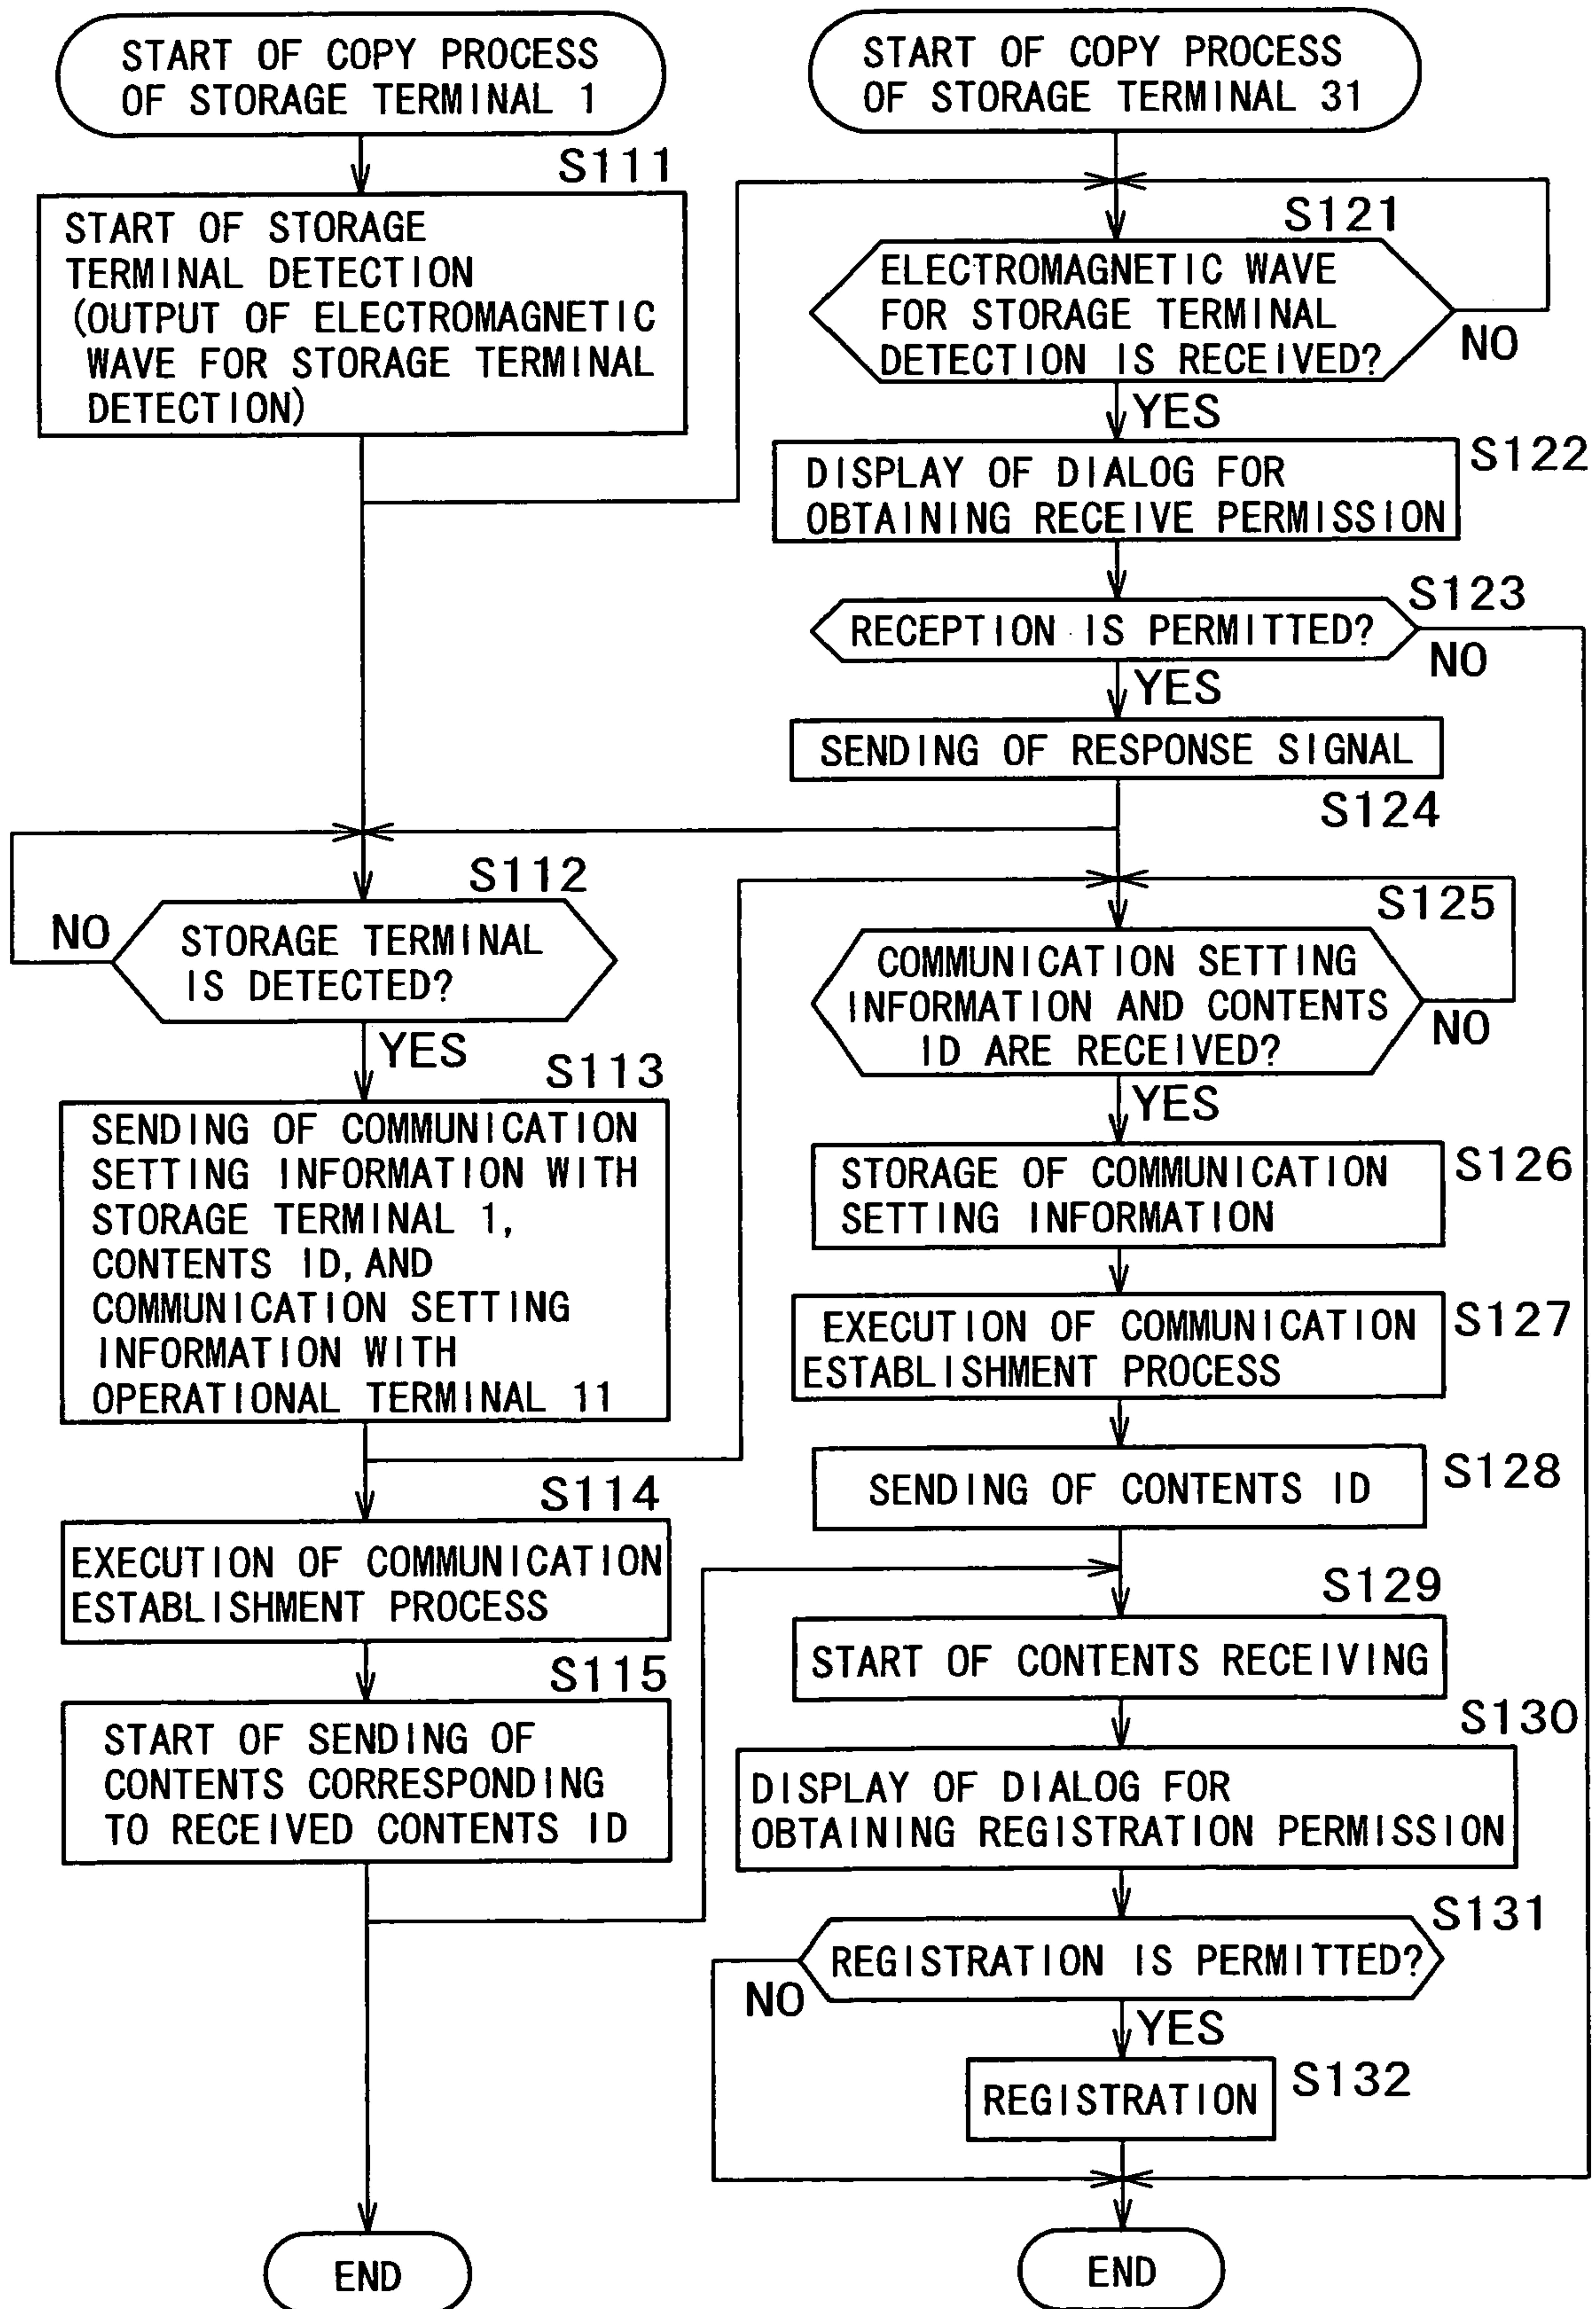 START OF COPY PROCESS
OF STORAGE TERMINAL 1
S111
START OF STORAGE
TERMINAL DETECTION
(OUTPUT OF ELECTROMAGNETIC
WAVE FOR STORAGE TERMINAL
DETECTION)
S112
STORAGE TERMINAL
IS DETECTED?
NO
YES
S113
SENDING OF COMMUNICATION
SETTING INFORMATION WITH
STORAGE TERMINAL 1,
CONTENTS ID, AND
COMMUNICATION SETTING
INFORMATION WITH
OPERATIONAL TERMINAL 11
S114
EXECUTION OF COMMUNICATION
ESTABLISHMENT PROCESS
S115
START OF SENDING OF
CONTENTS CORRESPONDING
TO RECEIVED CONTENTS ID
END
START OF COPY PROCESS
OF STORAGE TERMINAL 31
S121
ELECTROMAGNETIC WAVE
FOR STORAGE TERMINAL
DETECTION IS RECEIVED?
NO
YES
S122
DISPLAY OF DIALOG FOR
OBTAINING RECEIVE PERMISSION
S123
RECEPTION IS PERMITTED?
NO
YES
SENDING OF RESPONSE SIGNAL
S124
S125
COMMUNICATION SETTING
INFORMATION AND CONTENTS
ID ARE RECEIVED?
NO
YES
S126
STORAGE OF COMMUNICATION
SETTING INFORMATION
S127
EXECUTION OF COMMUNICATION
ESTABLISHMENT PROCESS
S128
SENDING OF CONTENTS ID
S129
START OF CONTENTS RECEIVING
S130
DISPLAY OF DIALOG FOR
OBTAINING REGISTRATION PERMISSION
S131
REGISTRATION IS PERMITTED?
NO
YES
S132
REGISTRATION
END